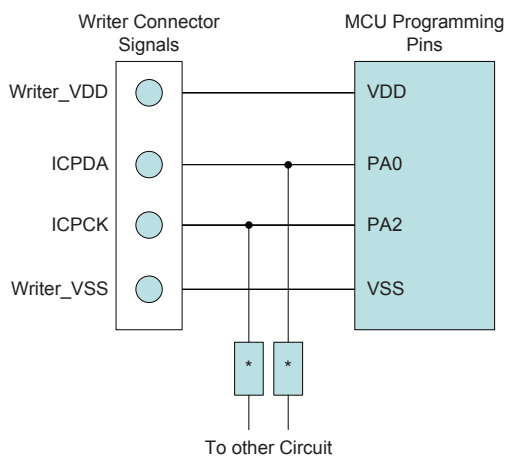 Writer Connector
Signals
MCU Programming
Pins
Writer_VDD
VDD
ICPDA
PA0
ICPCK
PA2
Writer_VSS
VSS
* *
To other Circuit